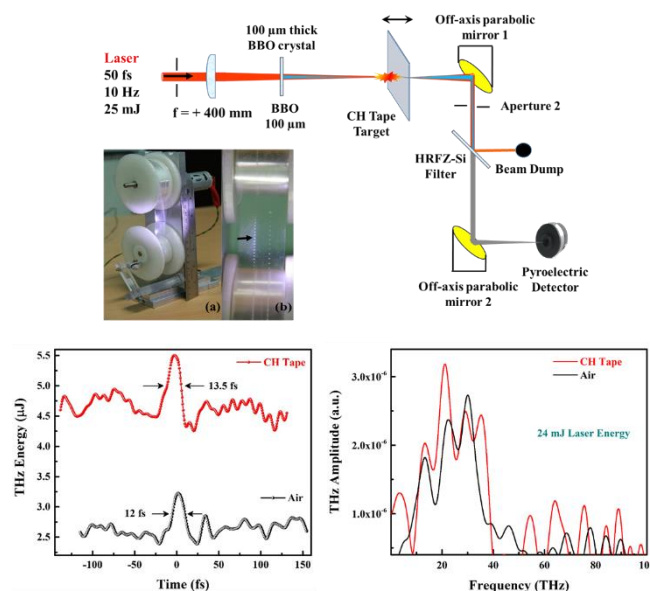 Laser
50 fs
10 Hz
25 mJ
f = + 400 mm
100 µm thick
BBO crystal
BBO
100 µm
CH Tape
Target
Off-axis parabolic
mirror 1
Aperture 2
HRFZ-Si
Filter
Beam Dump
Off-axis parabolic
mirror 2
Pyroelectric
Detector
(a)
(b)
THz Energy (µJ)
5.5
5.0
4.5
4.0
3.5
3.0
2.5
CH Tape
13.5 fs
Air
12 fs
-100
-50
0
50
100
150
Time (fs)
THz Amplitude (a.u.)
3.0x10⁻⁶
2.0x10⁻⁶
1.0x10⁻⁶
CH Tape
Air
24 mJ Laser Energy
20
40
60
80
10
Frequency (THz)